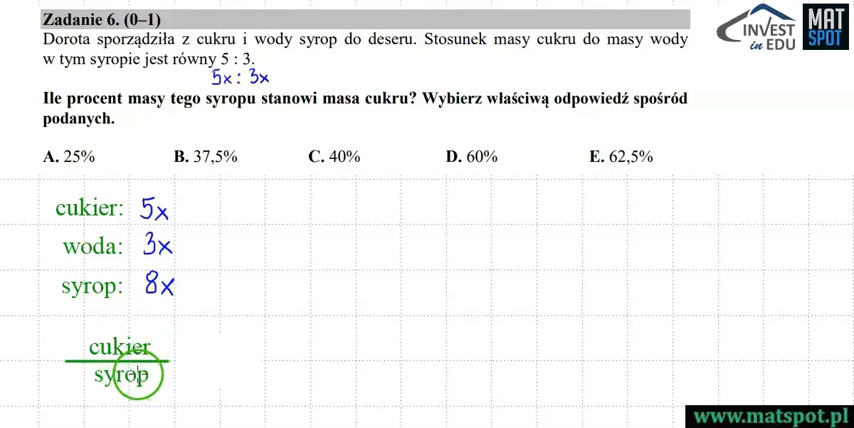 Zadanie 6. (0–1)
Dorota sporządziła z cukru i wody syrop do deseru. Stosunek masy cukru do masy wody
w tym syropie jest równy 5 : 3.
5x : 3x
Ile procent masy tego syropu stanowi masa cukru? Wybierz właściwą odpowiedź spośród
podanych.
A. 25% B. 37,5% C. 40% D. 60% E. 62,5%
cukier: 5x
woda: 3x
syrop: 8x
cukier
syrop
INVEST
in EDU
MAT
SPOT
www.matspot.pl